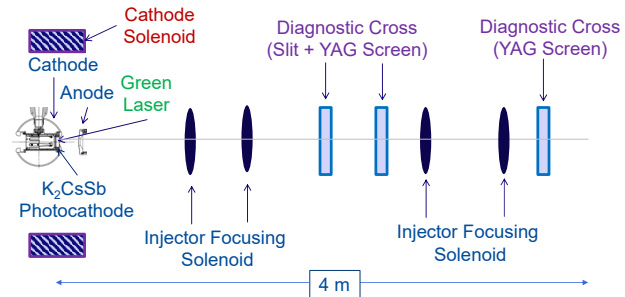 Cathode
Solenoid
Diagnostic Cross
(Slit + YAG Screen)
Diagnostic Cross
(YAG Screen)
Cathode
Anode
Green
Laser
K₂CsSb
Photocathode
Injector Focusing
Solenoid
Injector Focusing
Solenoid
4 m